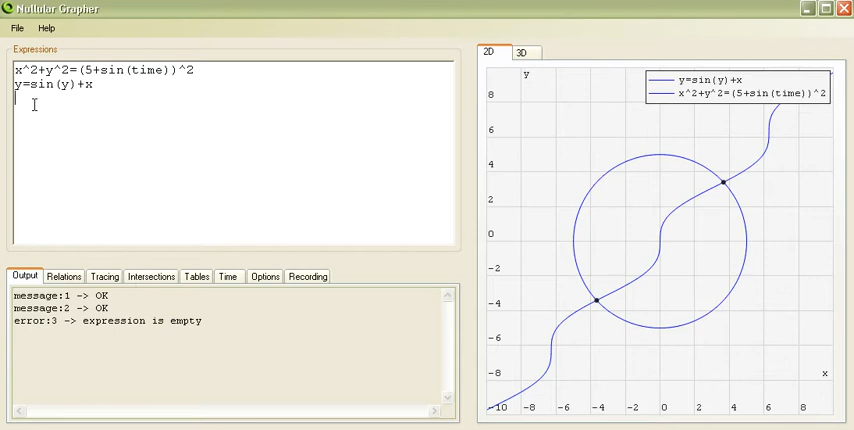 Nullular Grapher
File Help
Expressions
x^2+y^2=(5+sin(time))^2
y=sin(y)+x
Output Relations Tracing Intersections Tables Time Options Recording
message:1 -> OK
message:2 -> OK
error:3 -> expression is empty
2D 3D
y
y=sin(y)+x
x^2+y^2=(5+sin(time))^2
8
6
4
2
0
-2
-4
-6
-8
x
-10 -8 -6 -4 -2 0 2 4 6 8